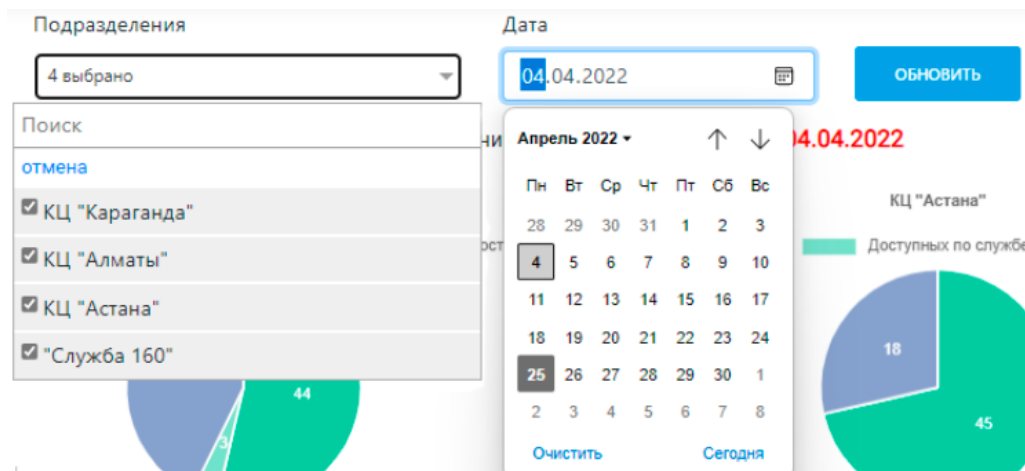 Подразделения
Дата
4 выбрано
04.04.2022
ОБНОВИТЬ
Поиск
отмена
КЦ "Караганда"
КЦ "Алматы"
КЦ "Астана"
"Служба 160"
Апрель 2022
Пн Вт Ср Чт Пт Сб Вс
28 29 30 31 1 2 3
4 5 6 7 8 9 10
11 12 13 14 15 16 17
18 19 20 21 22 23 24
25 26 27 28 29 30 1
2 3 4 5 6 7 8
Очистить Сегодня
04.2022
КЦ "Астана"
Доступных по службе
18
45
44
3